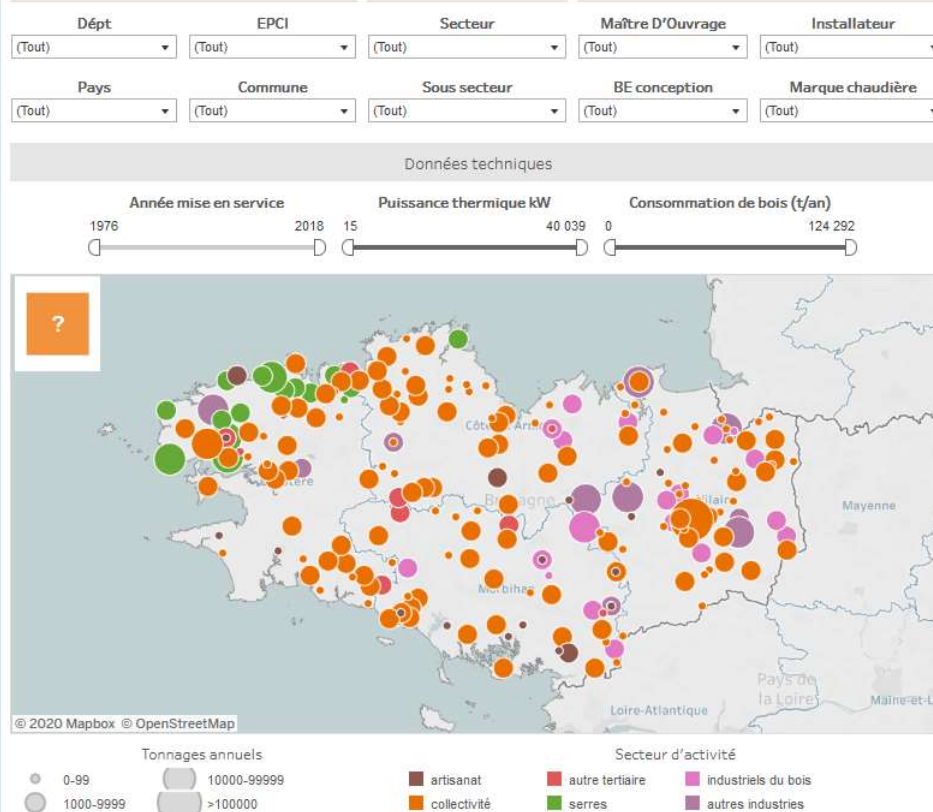 Dépt EPCI Secteur Maître D'Ouvrage Installateur
(Tout) (Tout) (Tout) (Tout) (Tout)
Pays Commune Sous secteur BE conception Marque chaudière
(Tout) (Tout) (Tout) (Tout) (Tout)
Données techniques
Année mise en service Puissance thermique kW Consommation de bois (t/an)
1976 2018 15 40 039 0 124 292
?
Mayenne
Pays de
la Loire
Maine-et-L
Loire-Atlantique
© 2020 Mapbox © OpenStreetMap
Tonnages annuels Secteur d'activité
0-99 10000-99999 artisanat autre tertiaire industriels du bois
1000-9999 >100000 collectivité serres autres industries